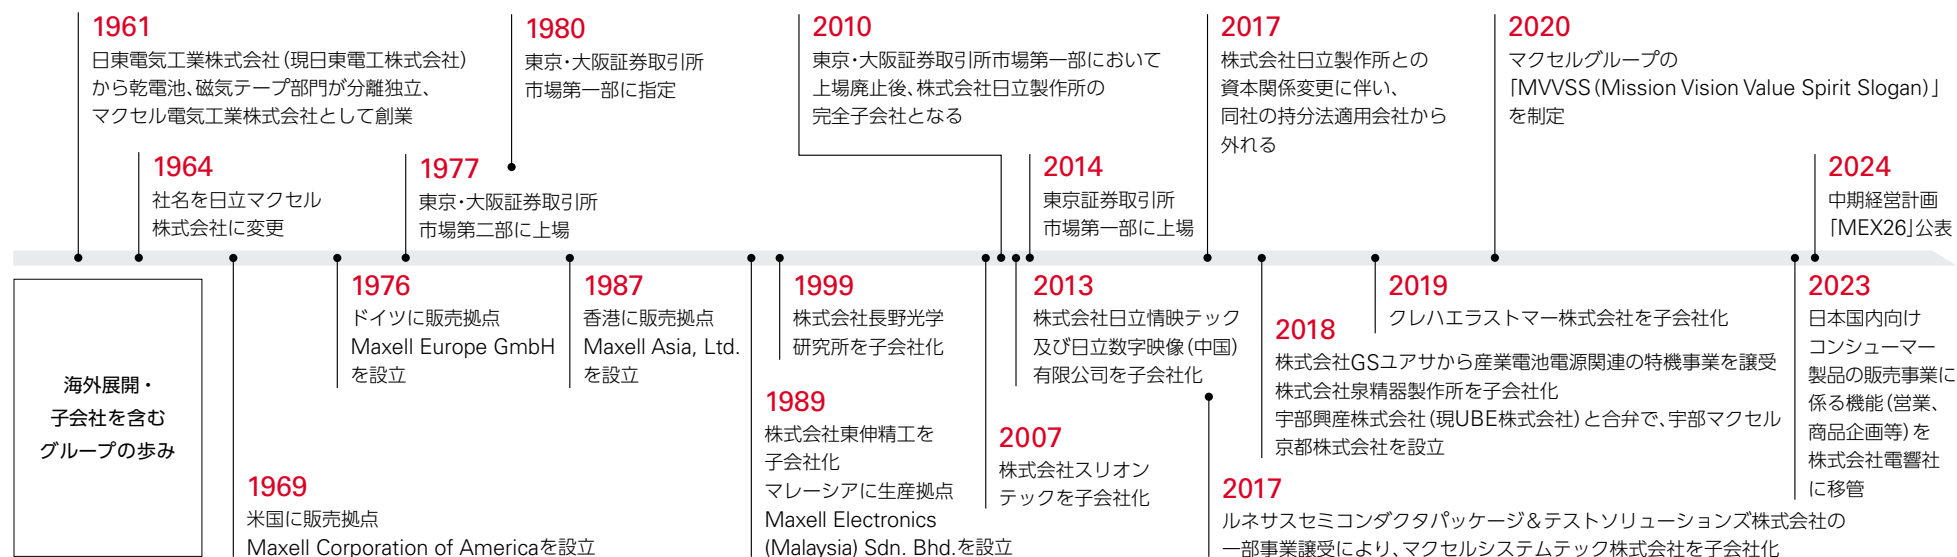 1961
日東電気工業株式会社(現日東電工株式会社)
から乾電池、磁気テープ部門が分離独立、
マクセル電気工業株式会社として創業
1964
社名を日立マクセル
株式会社に変更
1977
東京・大阪証券取引所
市場第二部に上場
1980
東京・大阪証券取引所
市場第一部に指定
2010
東京・大阪証券取引所市場第一部において
上場廃止後、株式会社日立製作所の
完全子会社となる
2014
東京証券取引所
市場第一部に上場
2017
株式会社日立製作所との
資本関係変更に伴い、
同社の持分法適用会社から
外れる
2020
マクセルグループの
「MVVSS(Mission Vision Value Spirit Slogan)」
を制定
2024
中期経営計画
「MEX26」公表
海外展開・
子会社を含む
グループの歩み
1969
米国に販売拠点
Maxell Corporation of Americaを設立
1976
ドイツに販売拠点
Maxell Europe GmbH
を設立
1987
香港に販売拠点
Maxell Asia, Ltd.
を設立
1989
株式会社東伸精工を
子会社化
マレーシアに生産拠点
Maxell Electronics
(Malaysia) Sdn. Bhd.を設立
1999
株式会社長野光学
研究所を子会社化
2007
株式会社スリオン
テックを子会社化
2013
株式会社日立情映テック
及び日立数字映像(中国)
有限公司を子会社化
2017
ルネサスセミコンダクタパッケージ&テストソリューションズ株式会社の
一部事業譲受により、マクセルシステムテック株式会社を子会社化
2018
株式会社GSユアサから産業電池電源関連の特機事業を譲受
株式会社泉精器製作所を子会社化
宇部興産株式会社(現UBE株式会社)と合弁で、宇部マクセル
京都株式会社を設立
2019
クレハエラストマー株式会社を子会社化
2023
日本国内向け
コンシューマー
製品の販売事業に
係る機能(営業、
商品企画等)を
株式会社電響社
に移管